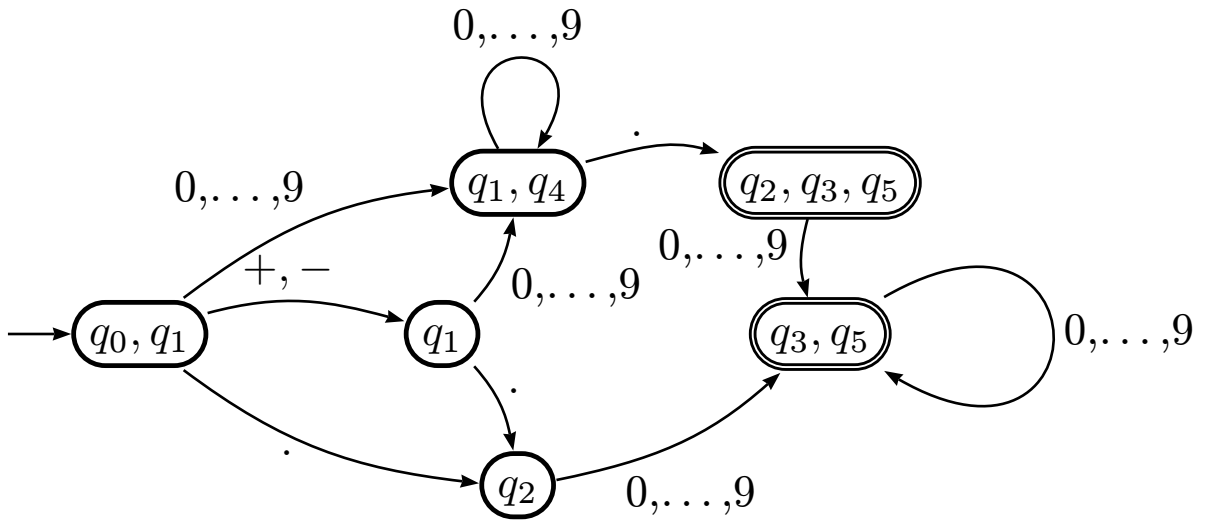 0,...,9
.
q1, q4
q2, q3, q5
0,...,9
0,...,9
+, −
0,...,9
q0, q1
q1
q3, q5
0,...,9
.
.
q2
0,...,9